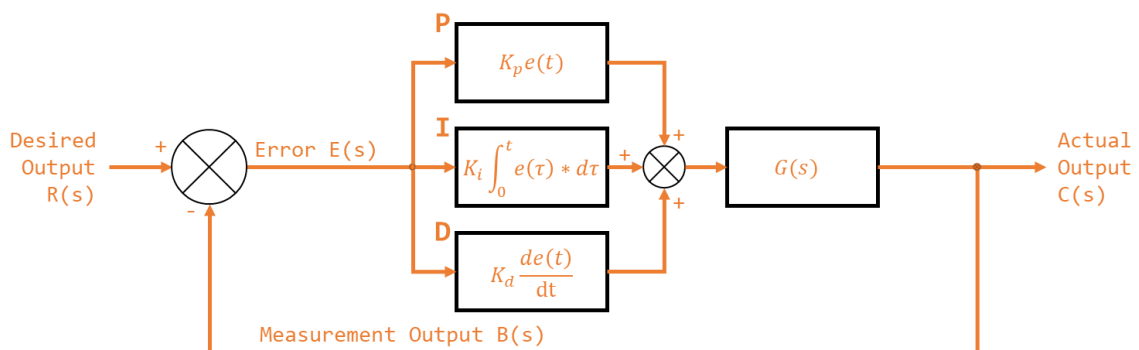 P
K_p e(t)
Desired
Output
R(s)
+
-
Error E(s)
I
K_i ∫_0^t e(τ) * dτ
+
+
+
G(s)
Actual
Output
C(s)
D
K_d de(t)/dt
Measurement Output B(s)